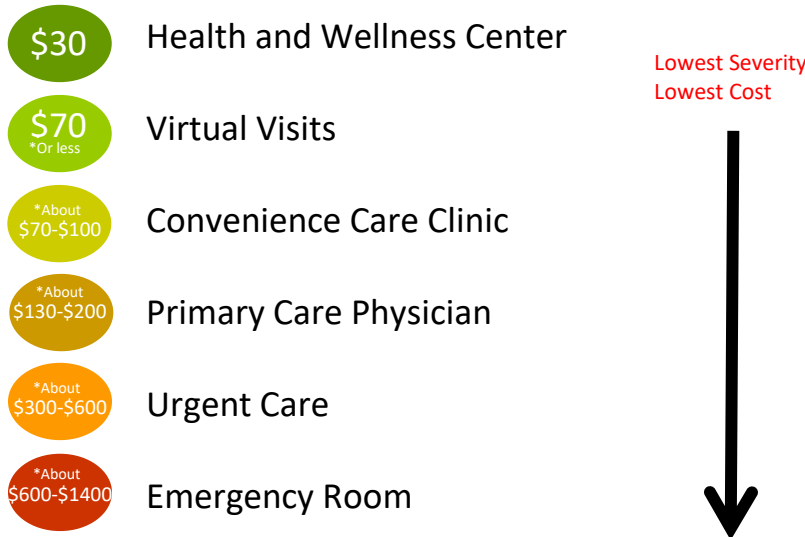 $30
Health and Wellness Center
Lowest Severity
Lowest Cost
$70
*Or less
Virtual Visits
*About
$70-$100
Convenience Care Clinic
*About
$130-$200
Primary Care Physician
*About
$300-$600
Urgent Care
*About
$600-$1400
Emergency Room